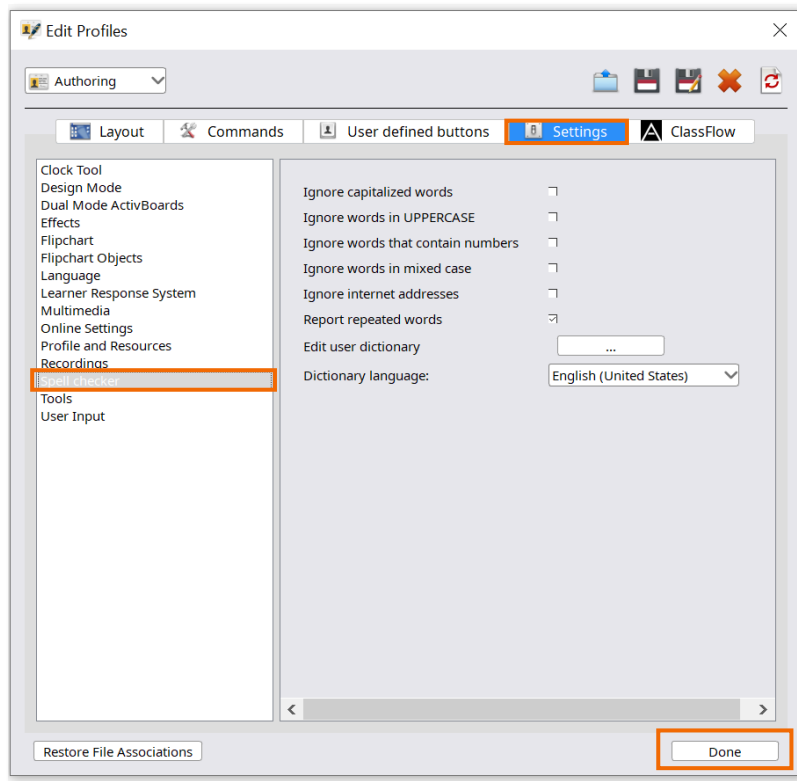 Edit Profiles
Authoring
Layout
Commands
User defined buttons
Settings
ClassFlow
Clock Tool
Design Mode
Dual Mode ActivBoards
Effects
Flipchart
Flipchart Objects
Language
Learner Response System
Multimedia
Online Settings
Profile and Resources
Recordings
Spell checker
Tools
User Input
Ignore capitalized words
Ignore words in UPPERCASE
Ignore words that contain numbers
Ignore words in mixed case
Ignore internet addresses
Report repeated words
Edit user dictionary
...
Dictionary language:
English (United States)
Restore File Associations
Done